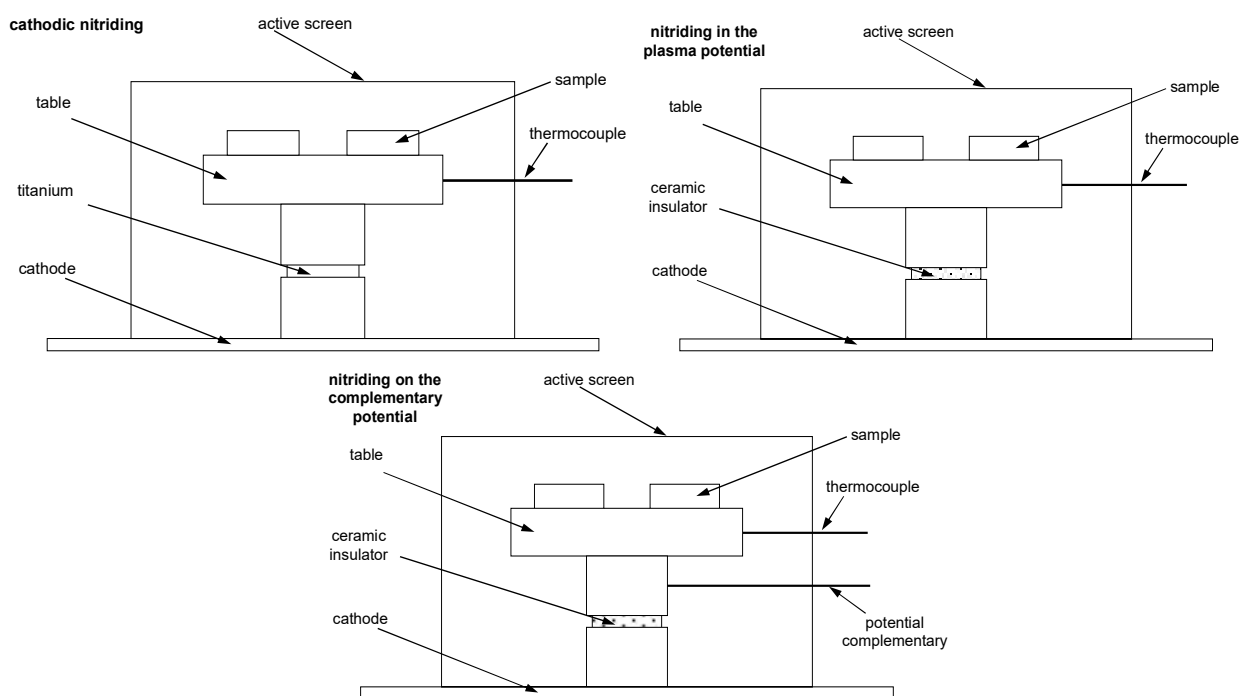 cathodic nitriding
active screen
table
sample
thermocouple
titanium
cathode
nitriding in the
plasma potential
active screen
table
sample
thermocouple
ceramic
insulator
cathode
nitriding on the
complementary
potential
active screen
table
sample
thermocouple
ceramic
insulator
cathode
potential
complementary